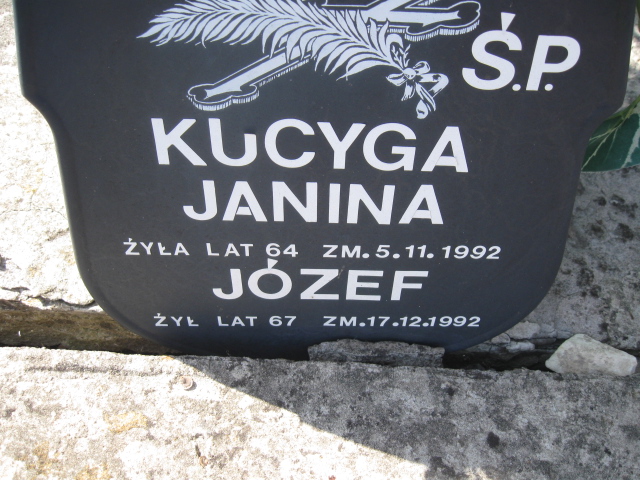 Ś.P.
KUCYGA
JANINA
ŻYŁA LAT 64 ZM. 5.11.1992
JÓZEF
ŻYŁ LAT 67 ZM. 17.12.1992